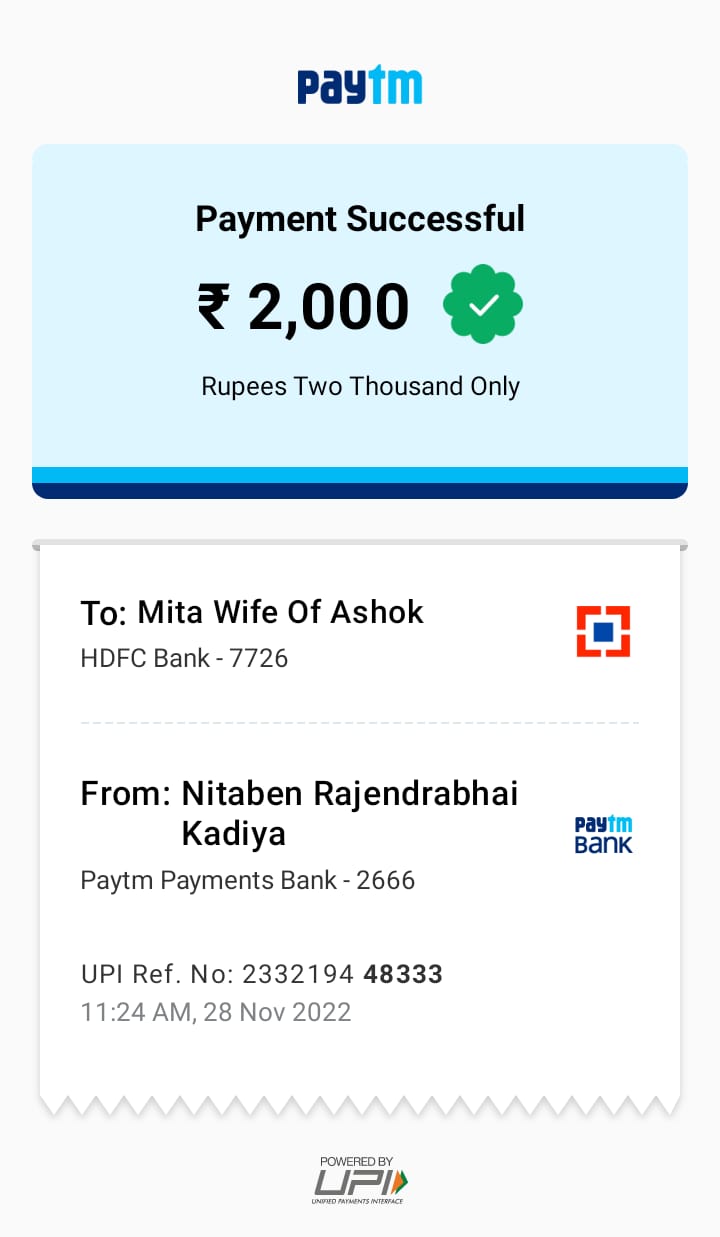 paytm
Payment Successful
₹ 2,000
Rupees Two Thousand Only
To: Mita Wife Of Ashok
HDFC Bank - 7726
From: Nitaben Rajendrabhai
Kadiya
paytm
BANK
Paytm Payments Bank - 2666
UPI Ref. No: 2332194 48333
11:24 AM, 28 Nov 2022
POWERED BY
UPI
UNIFIED PAYMENTS INTERFACE